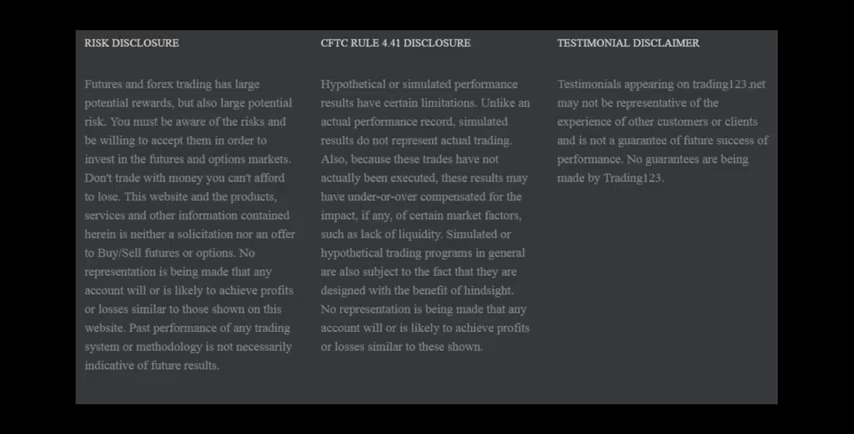 RISK DISCLOSURE
Futures and forex trading has large
potential rewards, but also large potential
risk. You must be aware of the risks and
be willing to accept them in order to
invest in the futures and options markets.
Don't trade with money you can't afford
to lose. This website and the products,
services and other information contained
herein is neither a solicitation nor an offer
to Buy/Sell futures or options. No
representation is being made that any
account will or is likely to achieve profits
or losses similar to those shown on this
website. Past performance of any trading
system or methodology is not necessarily
indicative of future results.
CFTC RULE 4.41 DISCLOSURE
Hypothetical or simulated performance
results have certain limitations. Unlike an
actual performance record, simulated
results do not represent actual trading.
Also, because these trades have not
actually been executed, these results may
have under-or-over compensated for the
impact, if any, of certain market factors,
such as lack of liquidity. Simulated or
hypothetical trading programs in general
are also subject to the fact that they are
designed with the benefit of hindsight.
No representation is being made that any
account will or is likely to achieve profits
or losses similar to these shown.
TESTIMONIAL DISCLAIMER
Testimonials appearing on trading123.net
may not be representative of the
experience of other customers or clients
and is not a guarantee of future success of
performance. No guarantees are being
made by Trading123.